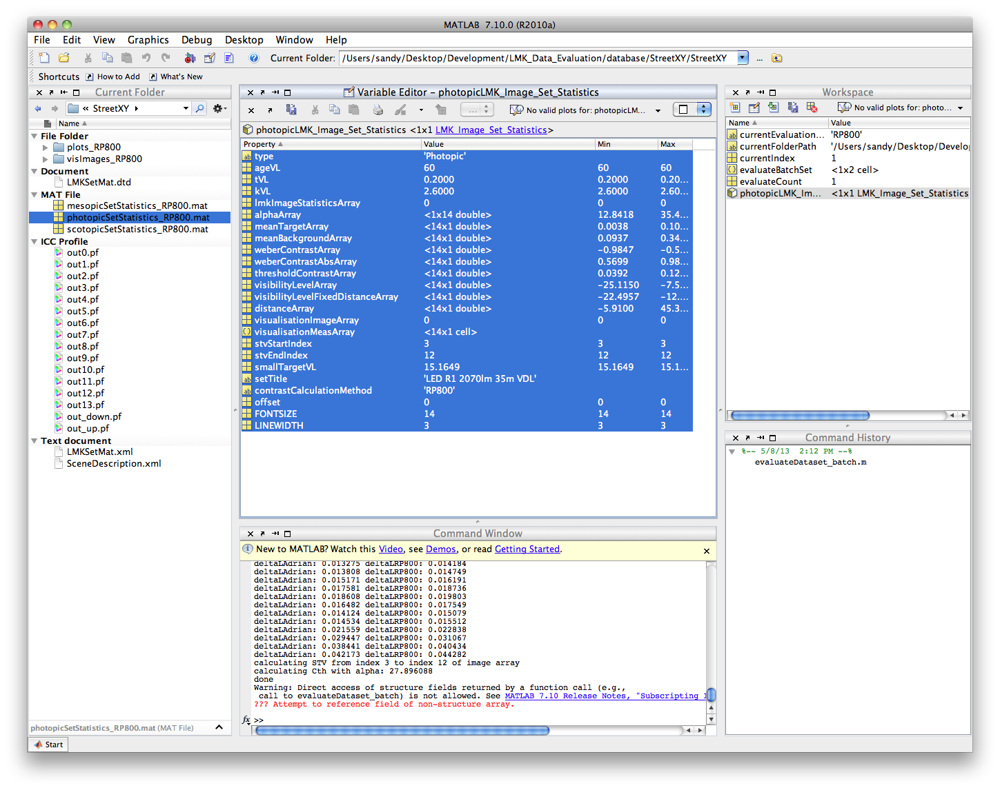 MATLAB 7.10.0 (R2010a)
File Edit View Graphics Debug Desktop Window Help
Current Folder: /Users/sandy/Desktop/Development/LMK_Data_Evaluation/database/StreetXY/StreetXY ...
Shortcuts How to Add What's New
Current Folder
« StreetXY
Name
File Folder
plots_RP800
visImages_RP800
Document
LMKSetMat.dtd
MAT File
mesopicSetStatistics_RP800.mat
photopicSetStatistics_RP800.mat
scotopicSetStatistics_RP800.mat
ICC Profile
out0.pf
out1.pf
out2.pf
out3.pf
out4.pf
out5.pf
out6.pf
out7.pf
out8.pf
out9.pf
out10.pf
out11.pf
out12.pf
out13.pf
out_down.pf
out_up.pf
Text document
LMKSetMat.xml
SceneDescription.xml
photopicSetStatistics_RP800.mat (MAT File)
Start
Variable Editor - photopicLMK_Image_Set_Statistics
... No valid plots for: photopicLM...
photopicLMK_Image_Set_Statistics <1x1 LMK_Image_Set_Statistics>
Property Value Min Max
type 'Photopic'
ageVL 60 60 60
tVL 0.2000 0.2000 0.20...
kVL 2.6000 2.6000 2.60...
lmkImageStatisticsArray 0 0 0
alphaArray <1x14 double> 12.8418 35.4...
meanTargetArray <14x1 double> 0.0038 0.10...
meanBackgroundArray <14x1 double> 0.0937 0.34...
weberContrastArray <14x1 double> -0.9847 -0.5...
weberContrastAbsArray <14x1 double> 0.5699 0.98...
thresholdContrastArray <14x1 double> 0.0392 0.12...
visibilityLevelArray <14x1 double> -25.1150 -7.5...
visibilityLevelFixedDistanceArray <14x1 double> -22.4957 -12....
distanceArray <14x1 double> -5.9100 45.3...
visualisationImageArray 0 0 0
visualisationMeasArray <14x1 cell>
stvStartIndex 3 3 3
stvEndIndex 12 12 12
smallTargetVL 15.1649 15.1649 15.1...
setTitle 'LED R1 2070lm 35m VDL'
contrastCalculationMethod 'RP800'
offset 0 0 0
FONTSIZE 14 14 14
LINEWIDTH 3 3 3
Command Window
New to MATLAB? Watch this Video, see Demos, or read Getting Started.
deltaLAdrian: 0.013275 deltaLRP800: 0.014184
deltaLAdrian: 0.013808 deltaLRP800: 0.014749
deltaLAdrian: 0.015171 deltaLRP800: 0.016191
deltaLAdrian: 0.017581 deltaLRP800: 0.018736
deltaLAdrian: 0.018608 deltaLRP800: 0.019803
deltaLAdrian: 0.016482 deltaLRP800: 0.017549
deltaLAdrian: 0.014124 deltaLRP800: 0.015079
deltaLAdrian: 0.014534 deltaLRP800: 0.015512
deltaLAdrian: 0.021559 deltaLRP800: 0.022838
deltaLAdrian: 0.029447 deltaLRP800: 0.031067
deltaLAdrian: 0.038441 deltaLRP800: 0.040434
deltaLAdrian: 0.042173 deltaLRP800: 0.044282
calculating STV from index 3 to index 12 of image array
calculating Cth with alpha: 27.896088
done
Warning: Direct access of structure fields returned by a function call (e.g.,
call to evaluateDataset_batch) is not allowed. See MATLAB 7.10 Release Notes, "Subscripting
??? Attempt to reference field of non-structure array.
fx >>
Workspace
No valid plots for: photo...
Name Value
currentEvaluation... 'RP800'
currentFolderPath '/Users/sandy/Desktop/Develo
currentIndex 1
evaluateBatchSet <1x2 cell>
evaluateCount 1
photopicLMK_Im... <1x1 LMK_Image_Set_Statistics
Command History
%-- 5/8/13 2:12 PM --%
evaluateDataset_batch.m